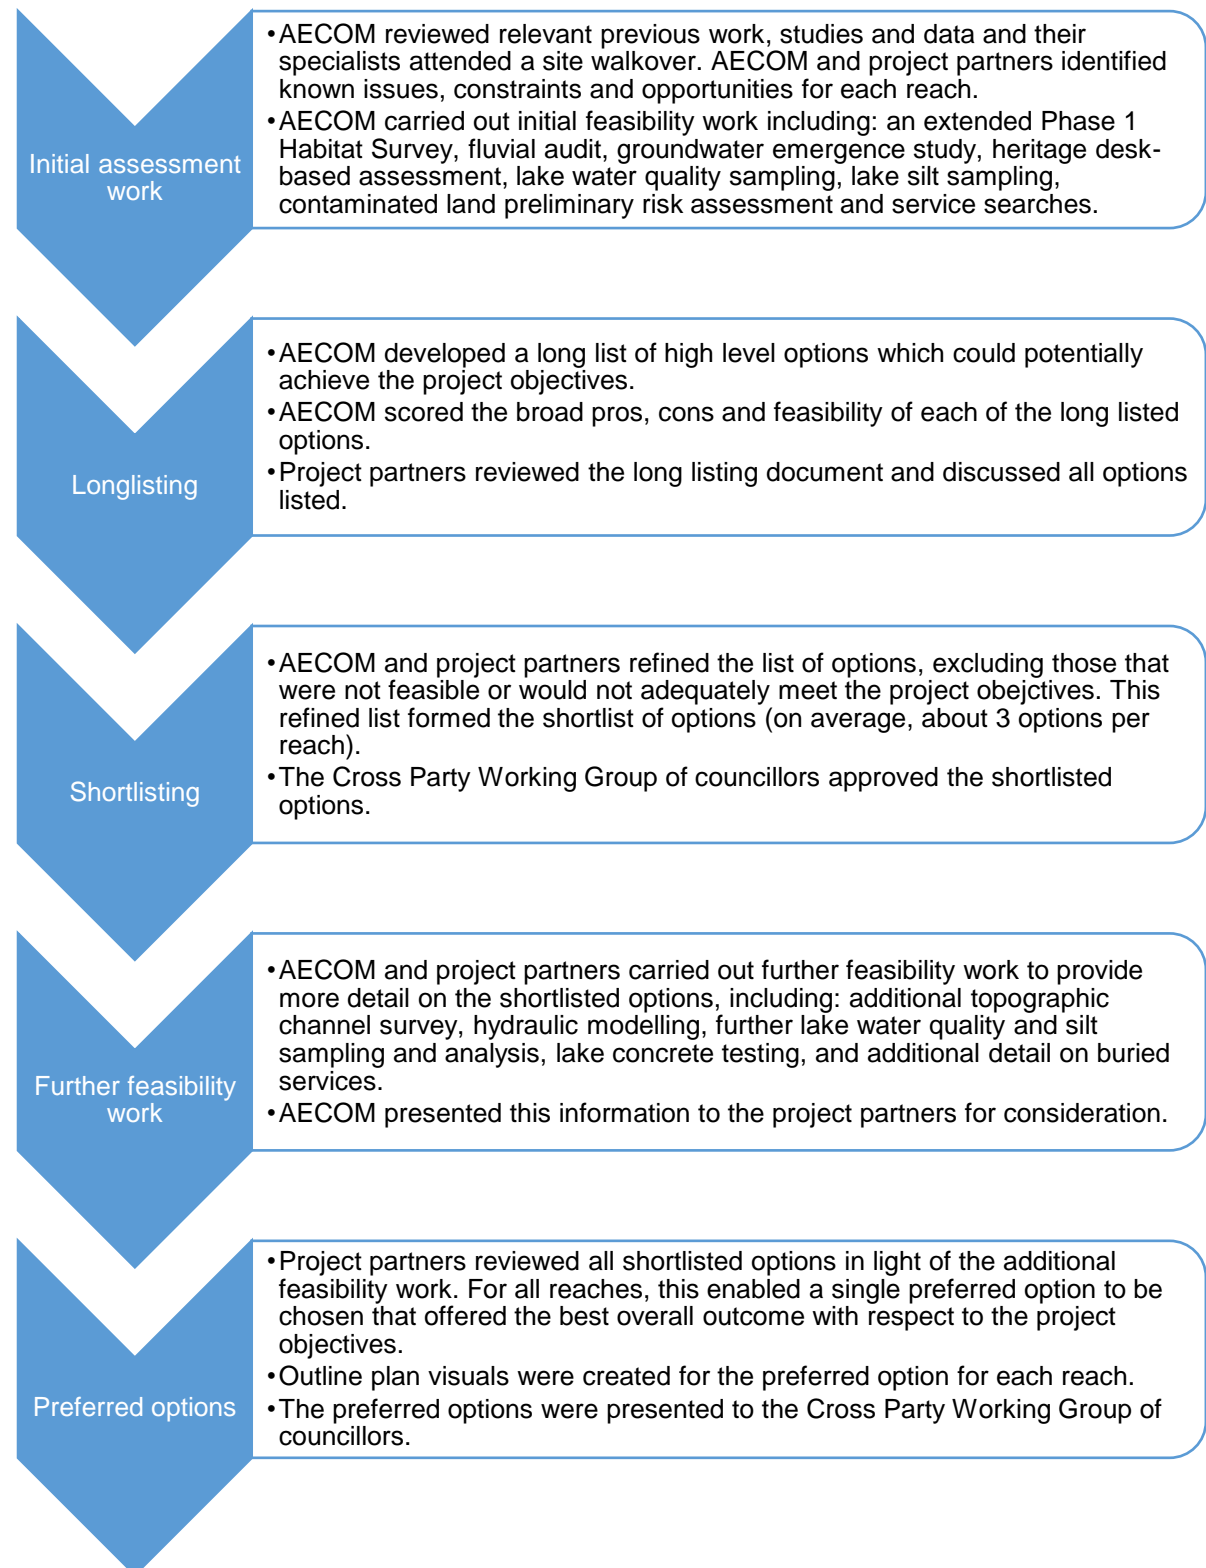 Initial assessment
work
•AECOM reviewed relevant previous work, studies and data and their
specialists attended a site walkover. AECOM and project partners identified
known issues, constraints and opportunities for each reach.
•AECOM carried out initial feasibility work including: an extended Phase 1
Habitat Survey, fluvial audit, groundwater emergence study, heritage desk-
based assessment, lake water quality sampling, lake silt sampling,
contaminated land preliminary risk assessment and service searches.
Longlisting
•AECOM developed a long list of high level options which could potentially
achieve the project objectives.
•AECOM scored the broad pros, cons and feasibility of each of the long listed
options.
•Project partners reviewed the long listing document and discussed all options
listed.
Shortlisting
•AECOM and project partners refined the list of options, excluding those that
were not feasible or would not adequately meet the project obejctives. This
refined list formed the shortlist of options (on average, about 3 options per
reach).
•The Cross Party Working Group of councillors approved the shortlisted
options.
Further feasibility
work
•AECOM and project partners carried out further feasibility work to provide
more detail on the shortlisted options, including: additional topographic
channel survey, hydraulic modelling, further lake water quality and silt
sampling and analysis, lake concrete testing, and additional detail on buried
services.
•AECOM presented this information to the project partners for consideration.
Preferred options
•Project partners reviewed all shortlisted options in light of the additional
feasibility work. For all reaches, this enabled a single preferred option to be
chosen that offered the best overall outcome with respect to the project
objectives.
•Outline plan visuals were created for the preferred option for each reach.
•The preferred options were presented to the Cross Party Working Group of
councillors.